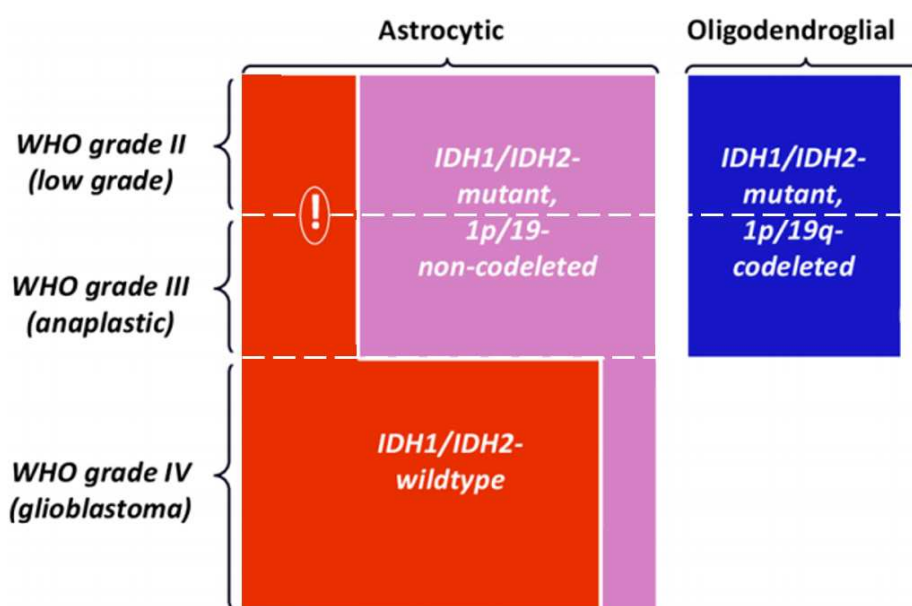 Astrocytic
Oligodendroglial
WHO grade II
(low grade)
IDH1/IDH2-
mutant,
1p/19-
non-codeleted
IDH1/IDH2-
mutant,
1p/19q-
codeleted
!
WHO grade III
(anaplastic)
WHO grade IV
(glioblastoma)
IDH1/IDH2-
wildtype